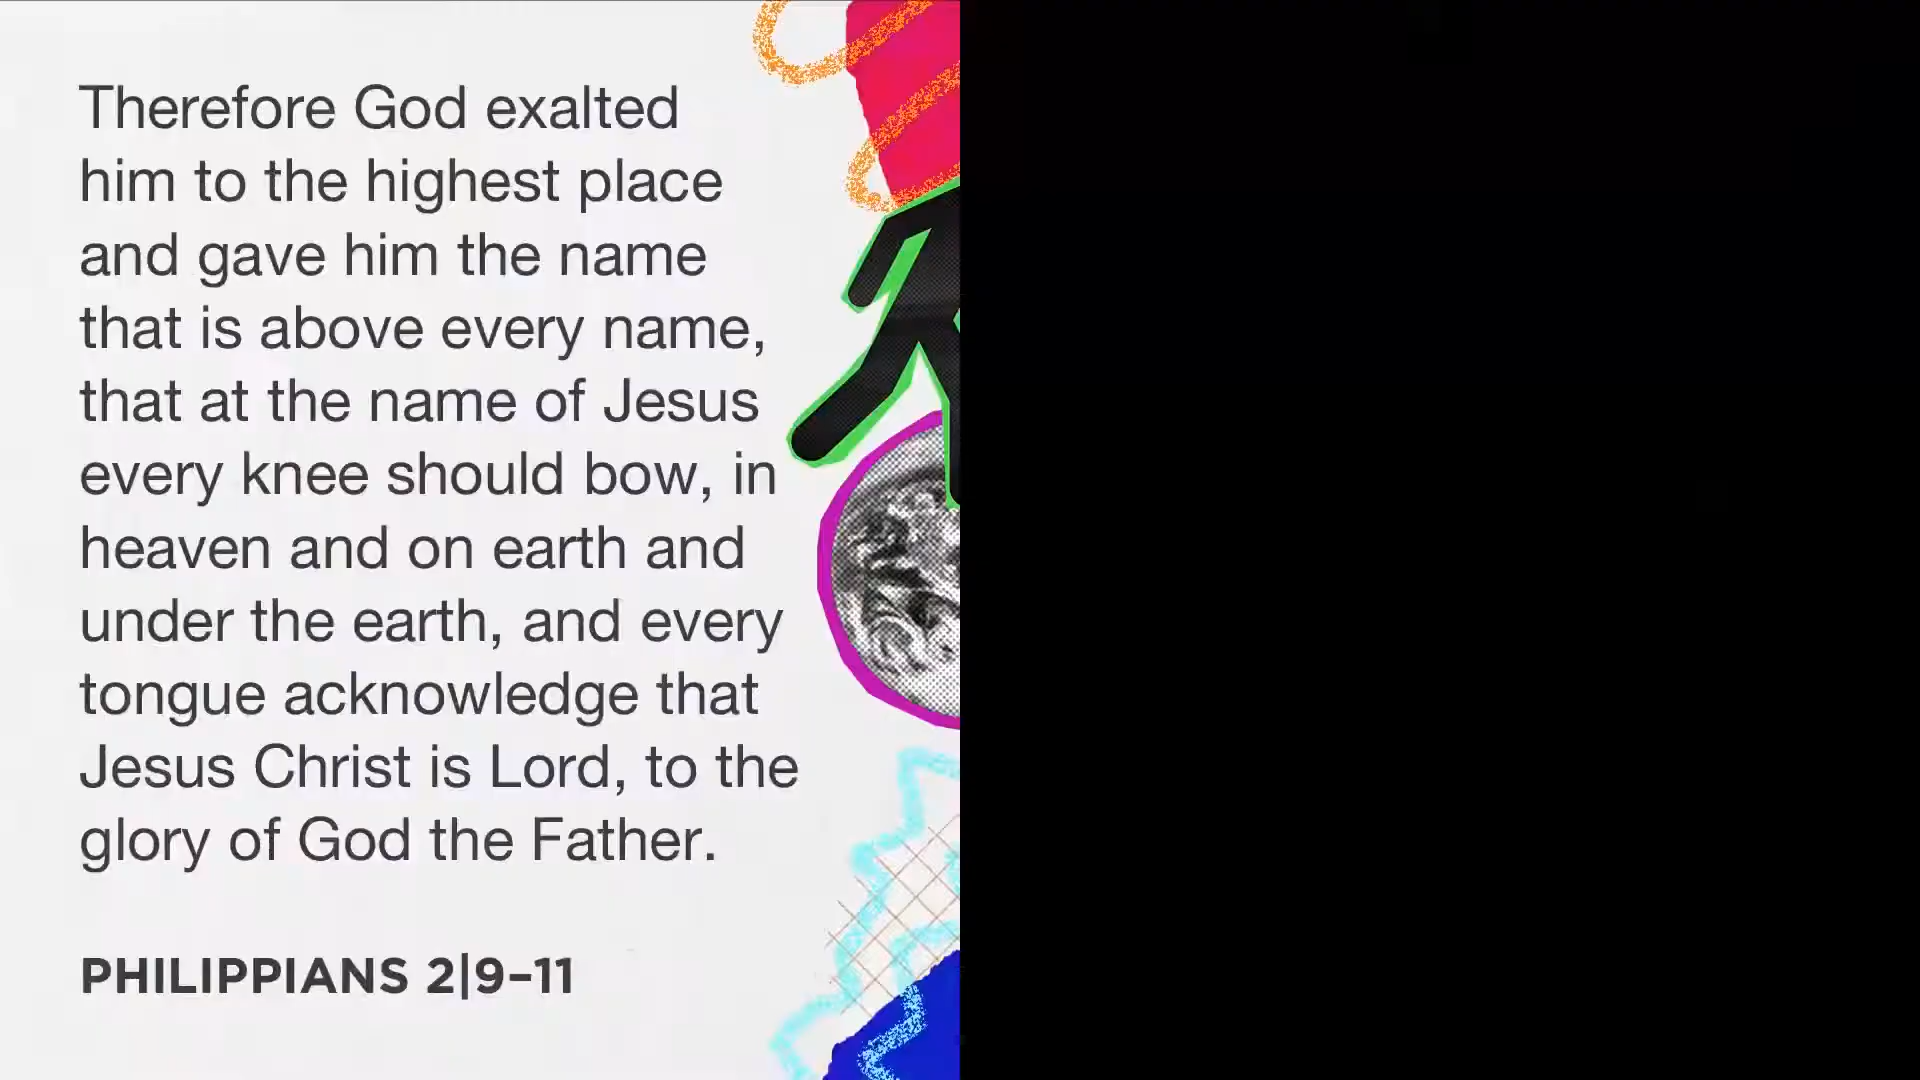 Therefore God exalted
him to the highest place
and gave him the name
that is above every name,
that at the name of Jesus
every knee should bow, in
heaven and on earth and
under the earth, and every
tongue acknowledge that
Jesus Christ is Lord, to the
glory of God the Father.
PHILIPPIANS 2|9–11